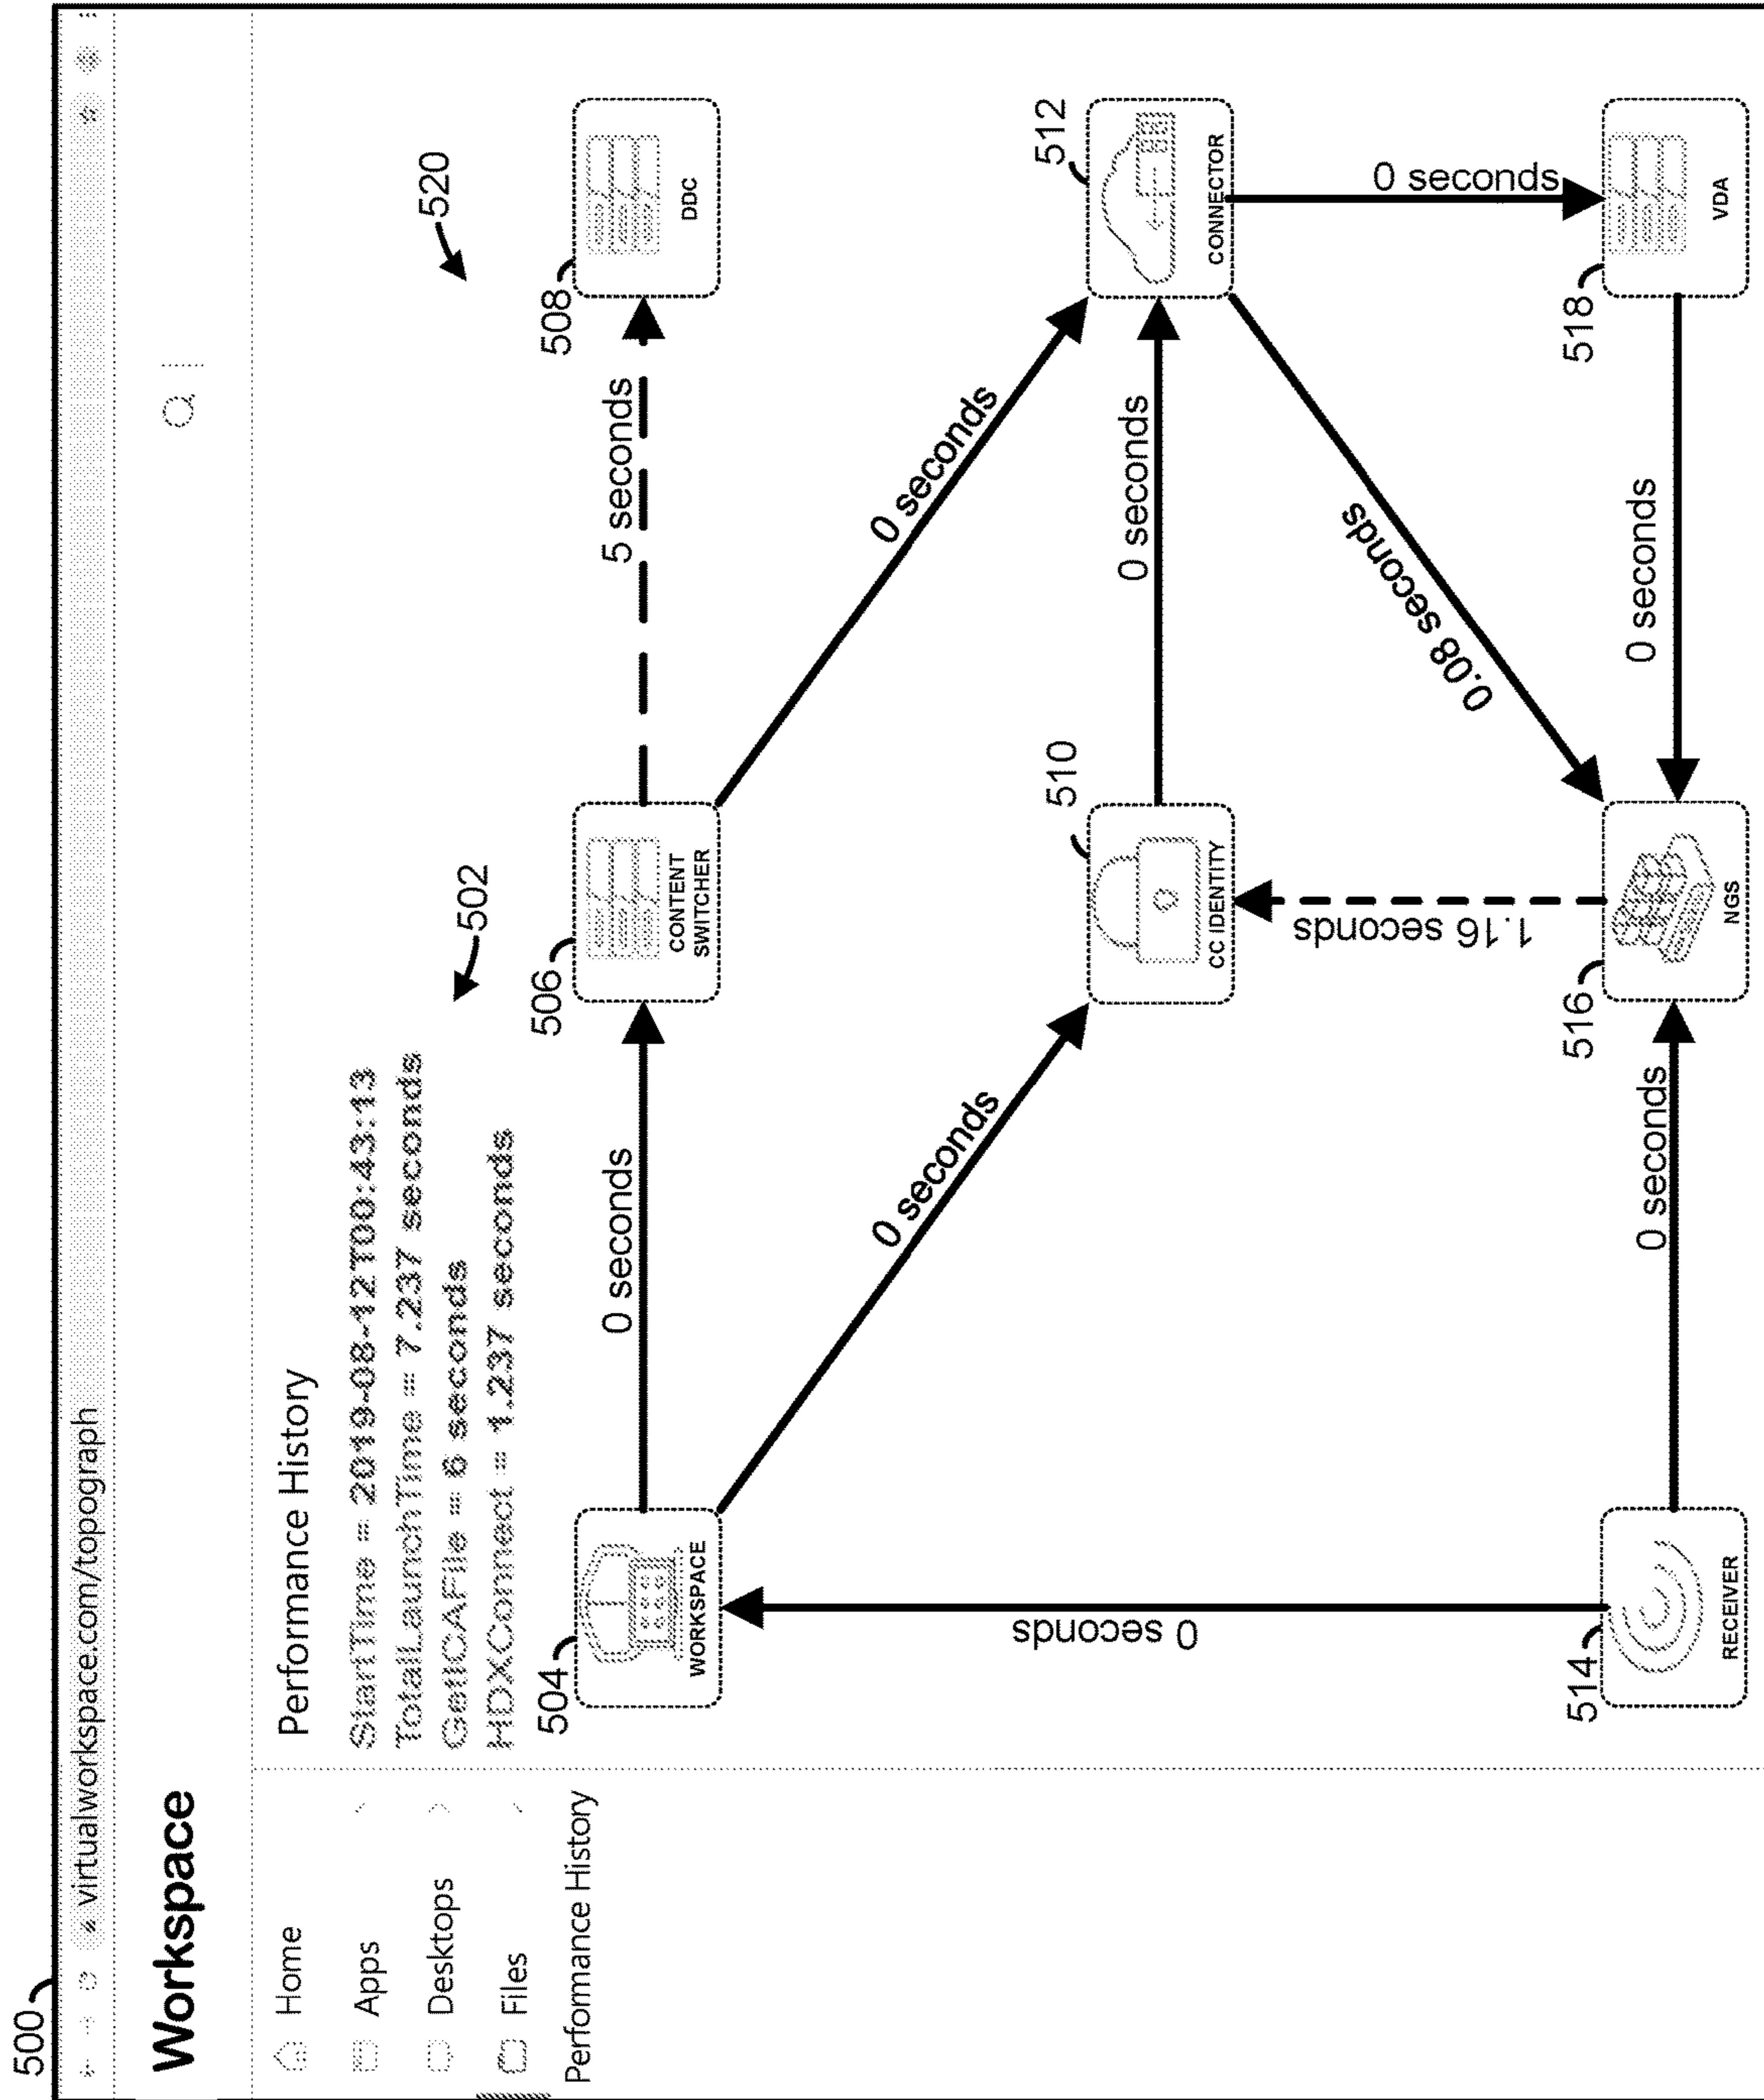 500
virtualworkspace.com/topograph
Workspace
Home
Apps
Desktops
Files
Perfomance History
Performance History
StartTime = 2019-08-12T00:43:13
TotalLaunchTime = 7.237 seconds
GetICAFile = 6 seconds
HDXConnect = 1.237 seconds
502
520
504
WORKSPACE
0 seconds
506
CONTENT
SWITCHER
5 seconds
508
DDC
0 seconds
0 seconds
0 seconds
510
CC IDENTITY
0 seconds
512
CONNECTOR
1.16 seconds
0.08 seconds
0 seconds
514
RECEIVER
0 seconds
516
NGS
0 seconds
518
VDA